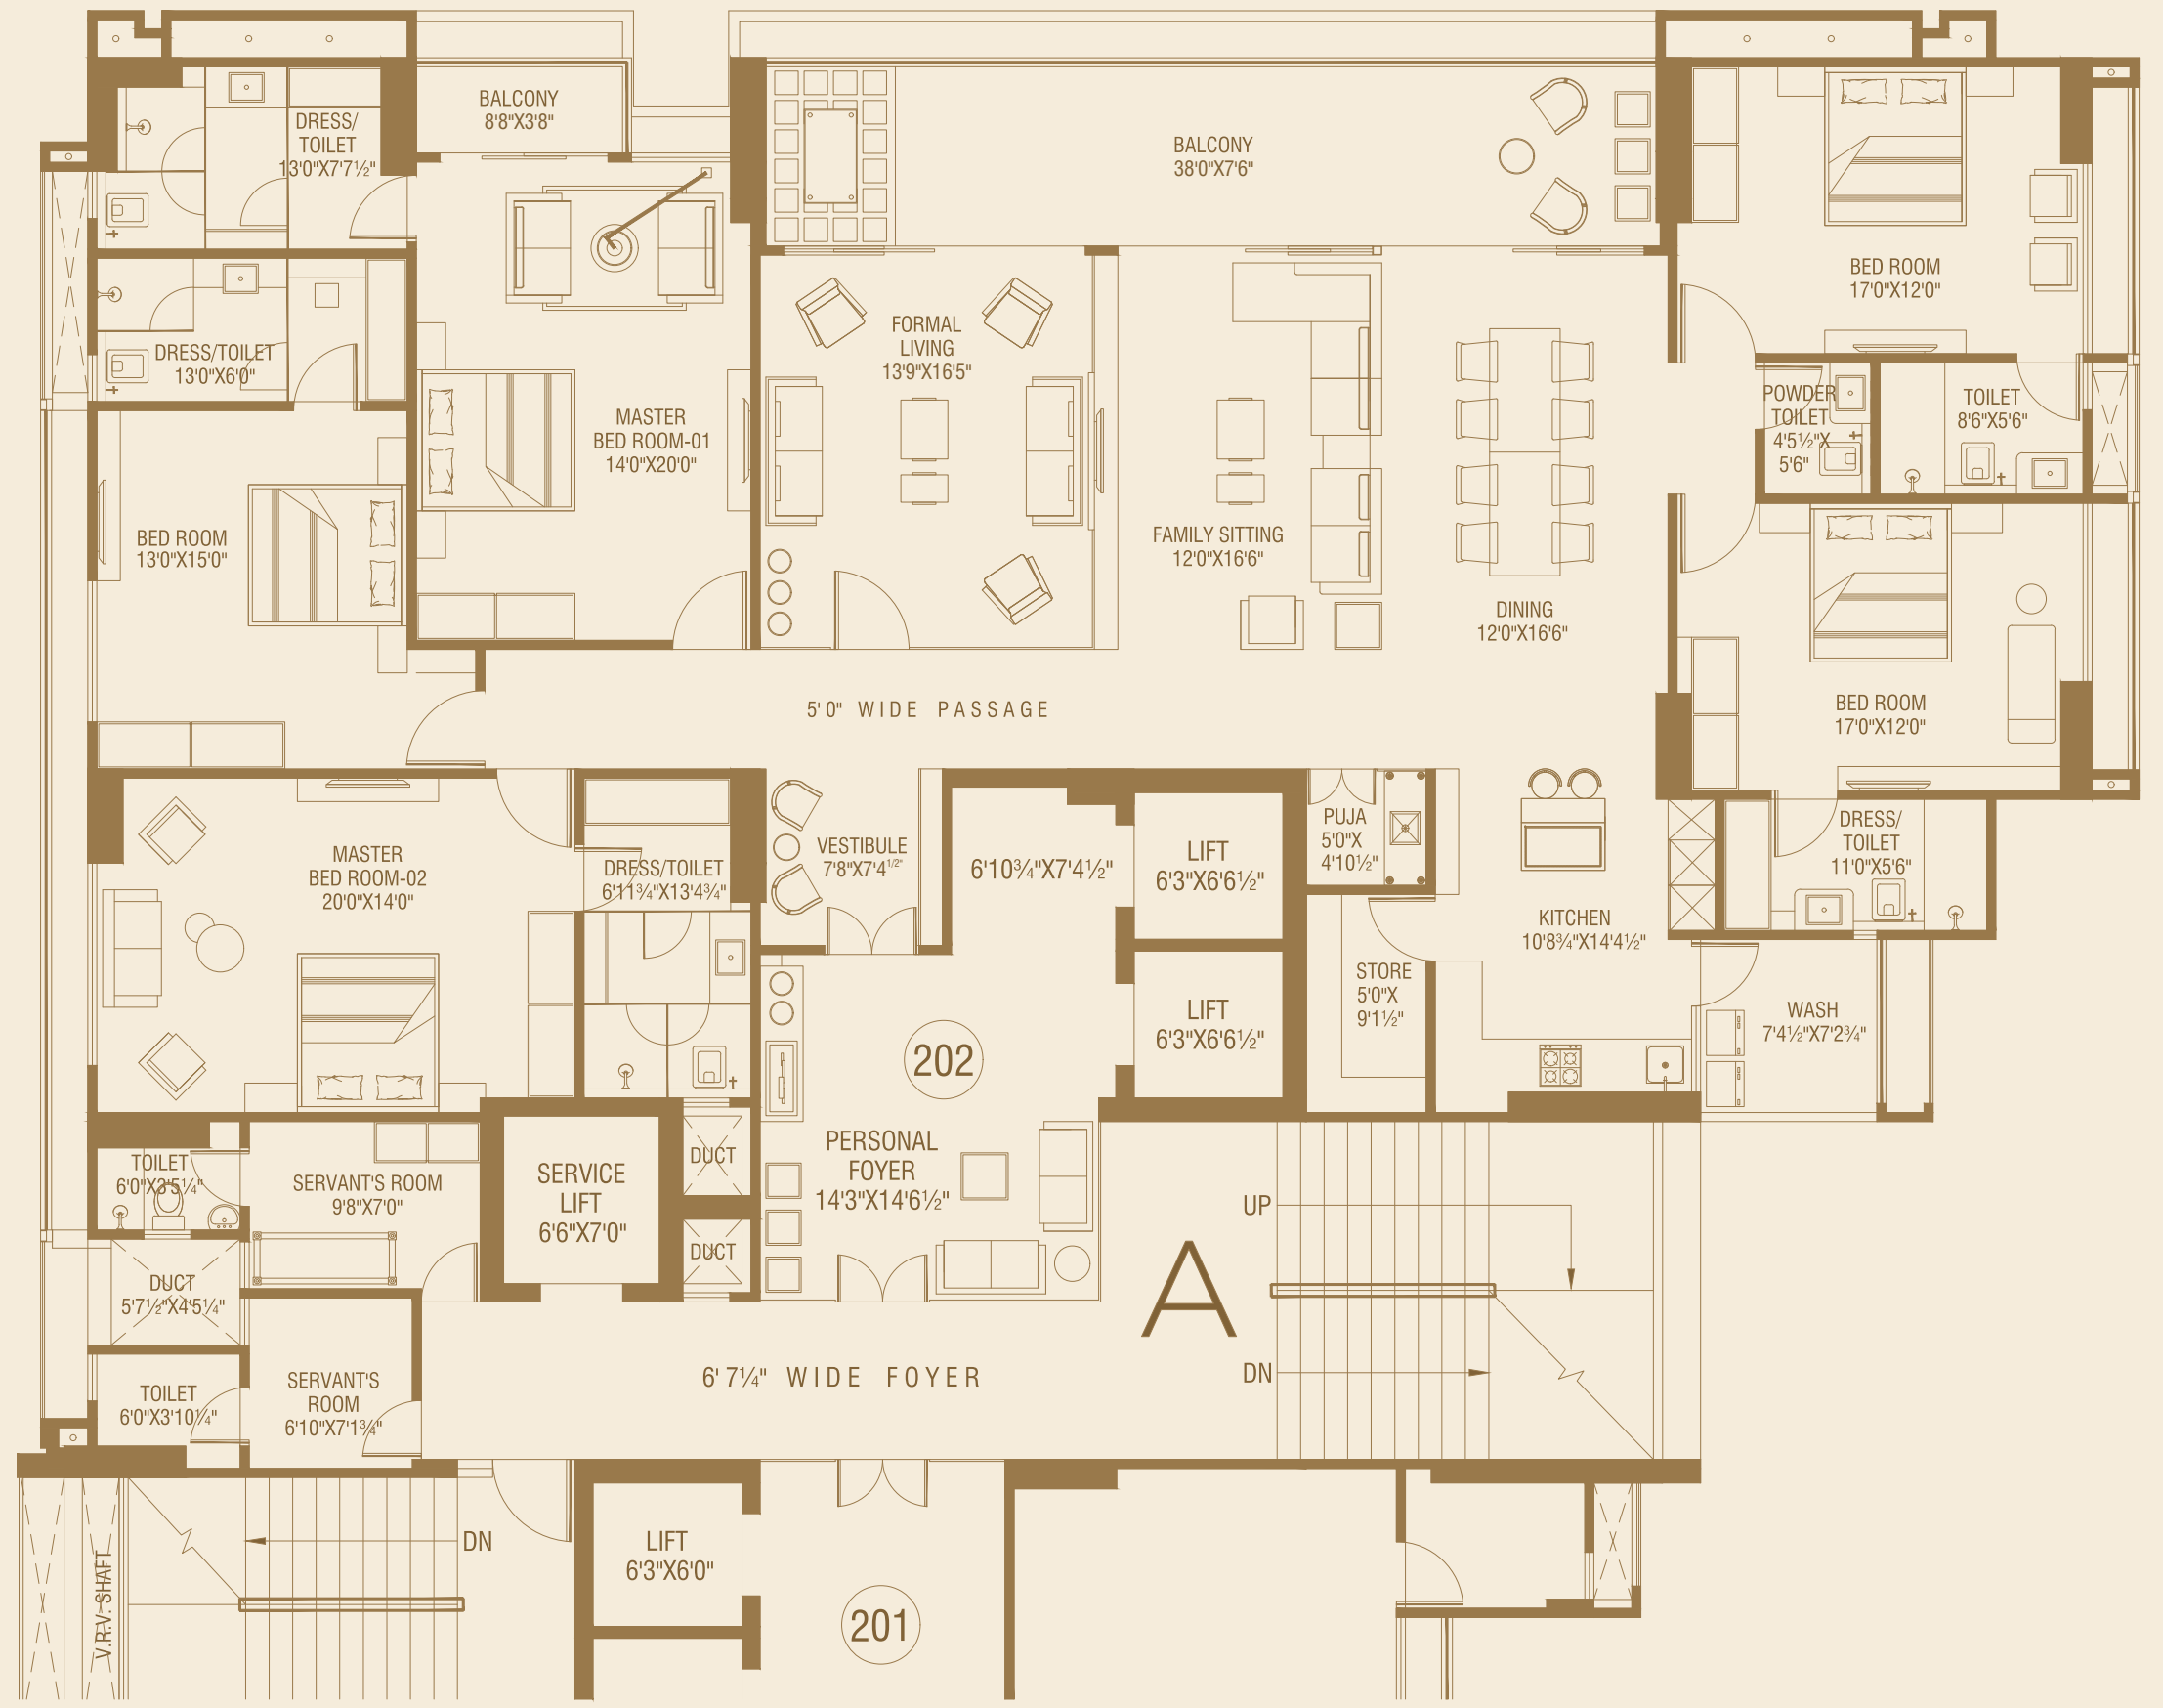 BALCONY
8'8"X3'8"
DRESS/
TOILET
13'0"X7'7½"
BALCONY
38'0"X7'6"
BED ROOM
17'0"X12'0"
DRESS/TOILET
13'0"X6'0"
FORMAL
LIVING
13'9"X16'5"
MASTER
BED ROOM-01
14'0"X20'0"
POWDER
TOILET
4'5½"X
5'6"
TOILET
8'6"X5'6"
BED ROOM
13'0"X15'0"
FAMILY SITTING
12'0"X16'6"
DINING
12'0"X16'6"
5'0" WIDE PASSAGE
BED ROOM
17'0"X12'0"
MASTER
BED ROOM-02
20'0"X14'0"
DRESS/TOILET
6'11¾"X13'4¾"
VESTIBULE
7'8"X7'4 1/2"
6'10¾"X7'4½"
LIFT
6'3"X6'6½"
PUJA
5'0"X
4'10½"
DRESS/
TOILET
11'0"X5'6"
KITCHEN
10'8¾"X14'4½"
STORE
5'0"X
9'1½"
LIFT
6'3"X6'6½"
WASH
7'4½"X7'2¾"
202
PERSONAL
FOYER
14'3"X14'6½"
TOILET
6'0"X3'5¼"
SERVANT'S ROOM
9'8"X7'0"
SERVICE
LIFT
6'6"X7'0"
DUCT
DUCT
UP
A
DUCT
5'7½"X4'5¼"
DN
6' 7¼" WIDE FOYER
TOILET
6'0"X3'10¼"
SERVANT'S
ROOM
6'10"X7'1¾"
DN
LIFT
6'3"X6'0"
V.R.V. SHAFT
201